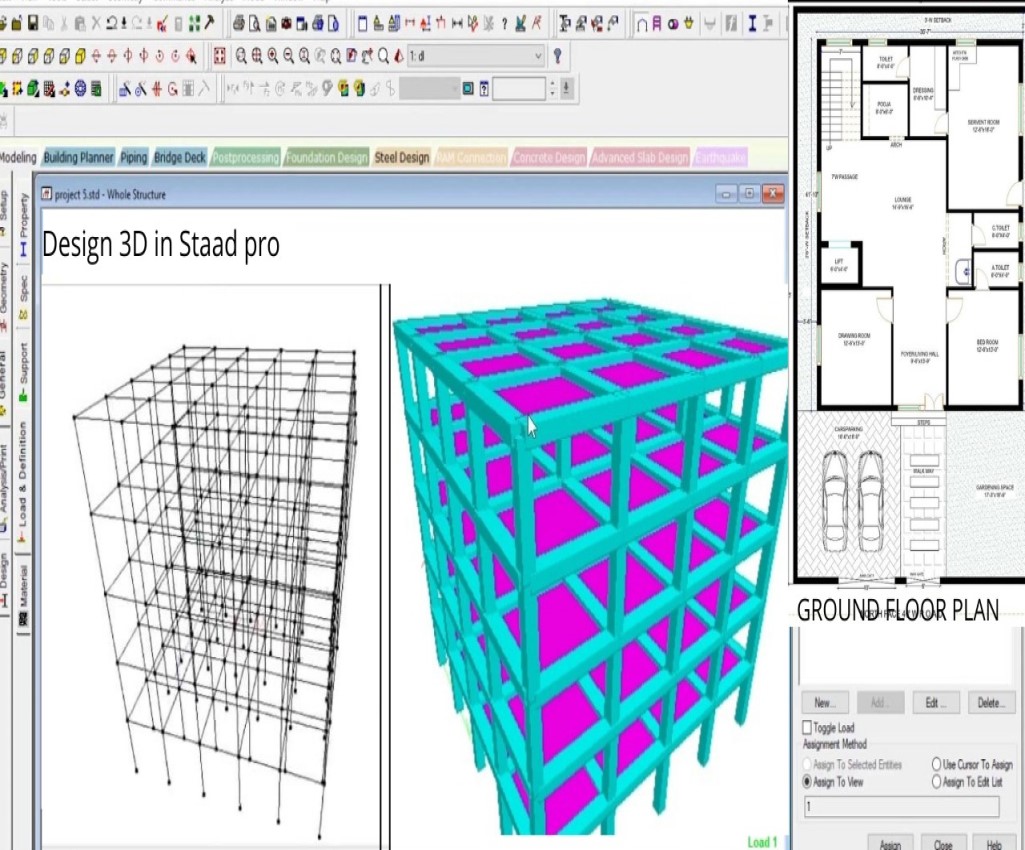 1: d
Modeling Building Planner Piping Bridge Deck Postprocessing Foundation Design Steel Design RAM Connection Concrete Design Advanced Slab Design Earthquake
project 5.std - Whole Structure
Design 3D in Staad pro
Setup
Geometry
General
Analysis/Print
Design
Property
Spec
Support
Load & Definition
Material
Load 1
TOILET
DRESSING
POOJA
SERVENT ROOM
UP
ARCH
7'W PASSAGE
LOUNGE
LIFT
C.TOILET
A.TOILET
DRAWING ROOM
FOYER/LIVING HALL
BED ROOM
STEPS
CAR PARKING
WALK WAY
GARDENING SPACE
GROUND FLOOR PLAN
New... Add... Edit... Delete...
Toggle Load
Assignment Method
Assign To Selected Entities Use Cursor To Assign
Assign To View Assign To Edit List
1
Assign Close Help